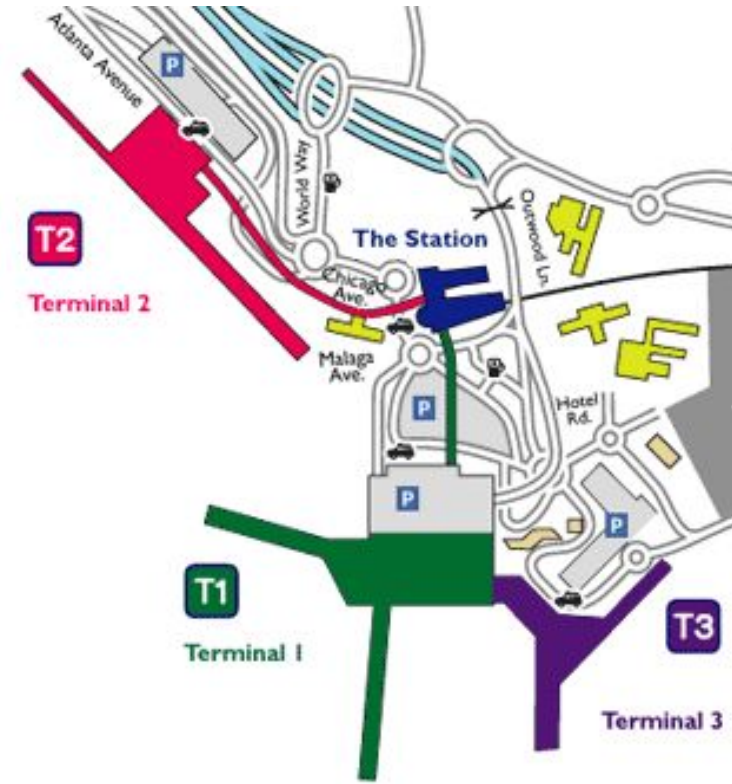 Atlanta Avenue
P
World Way
Outwood Ln.
T2
The Station
Chicago
Ave.
Terminal 2
Malaga
Ave.
P
Hotel
Rd.
P
P
T1
T3
Terminal 1
Terminal 3